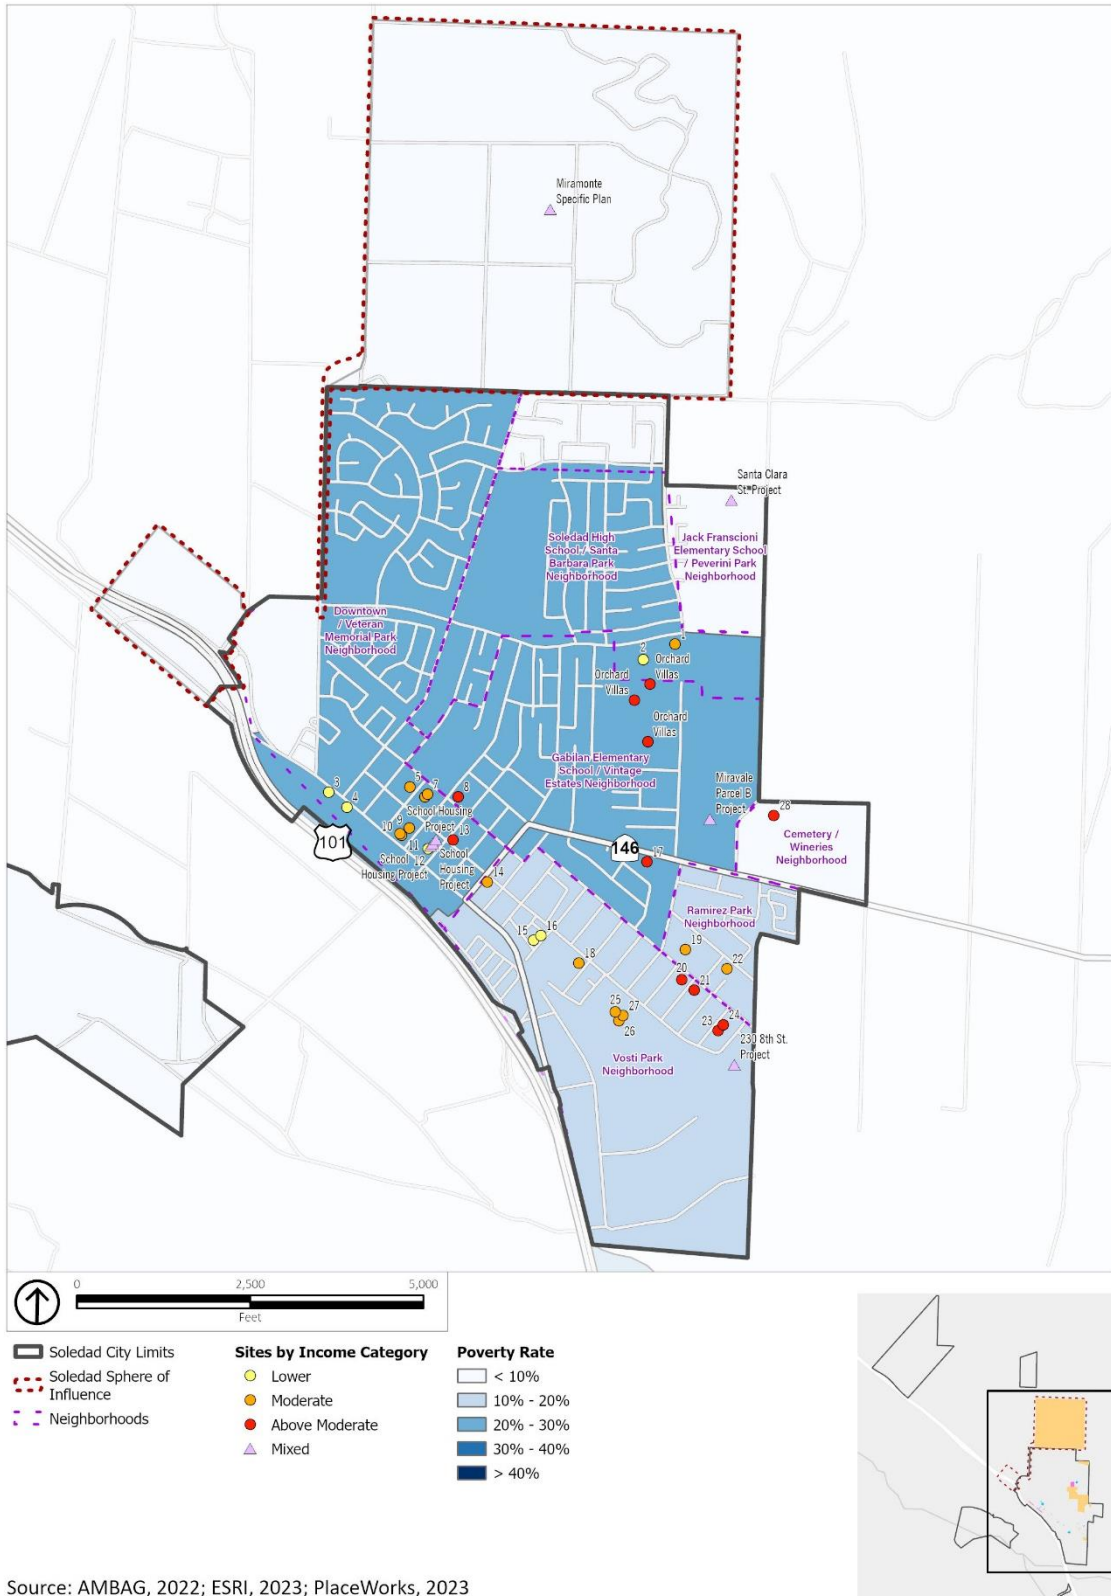 Miramonte
Specific Plan
Santa Clara
St. Project
Soledad High
School / Santa
Barbara Park
Neighborhood
Jack Franscioni
Elementary School
/ Peverini Park
Neighborhood
Downtown
/ Veteran
Memorial Park
Neighborhood
1
2
Orchard
Villas
Orchard
Villas
Orchard
Villas
Gabilan Elementary
School / Vintage
Estates Neighborhood
Miravale
Parcel B
Project
3
4
5
7
8
28
School Housing
Project
9
10
11
12
13
School
Housing Project
School
Housing
Project
101
146
17
Cemetery /
Wineries
Neighborhood
14
Ramirez Park
Neighborhood
15
16
18
19
20
21
22
23
24
25
26
27
230 8th St.
Project
Vosti Park
Neighborhood
0 2,500 5,000
Feet
Soledad City Limits
Soledad Sphere of
Influence
Neighborhoods
Sites by Income Category
Lower
Moderate
Above Moderate
Mixed
Poverty Rate
< 10%
10% - 20%
20% - 30%
30% - 40%
> 40%
Source: AMBAG, 2022; ESRI, 2023; PlaceWorks, 2023